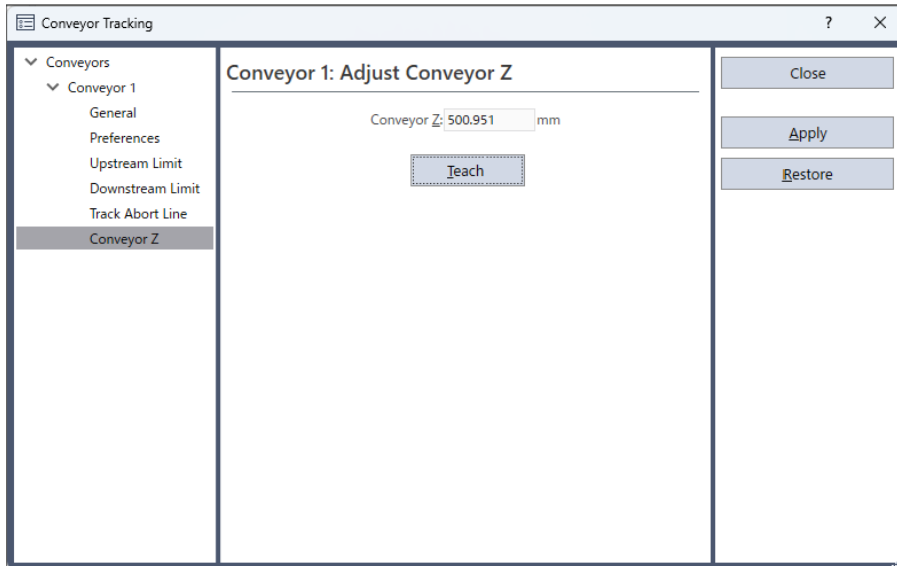 Conveyor Tracking
?
Conveyors
Conveyor 1
General
Preferences
Upstream Limit
Downstream Limit
Track Abort Line
Conveyor Z
Conveyor 1: Adjust Conveyor Z
Conveyor Z: 500.951 mm
Teach
Close
Apply
Restore